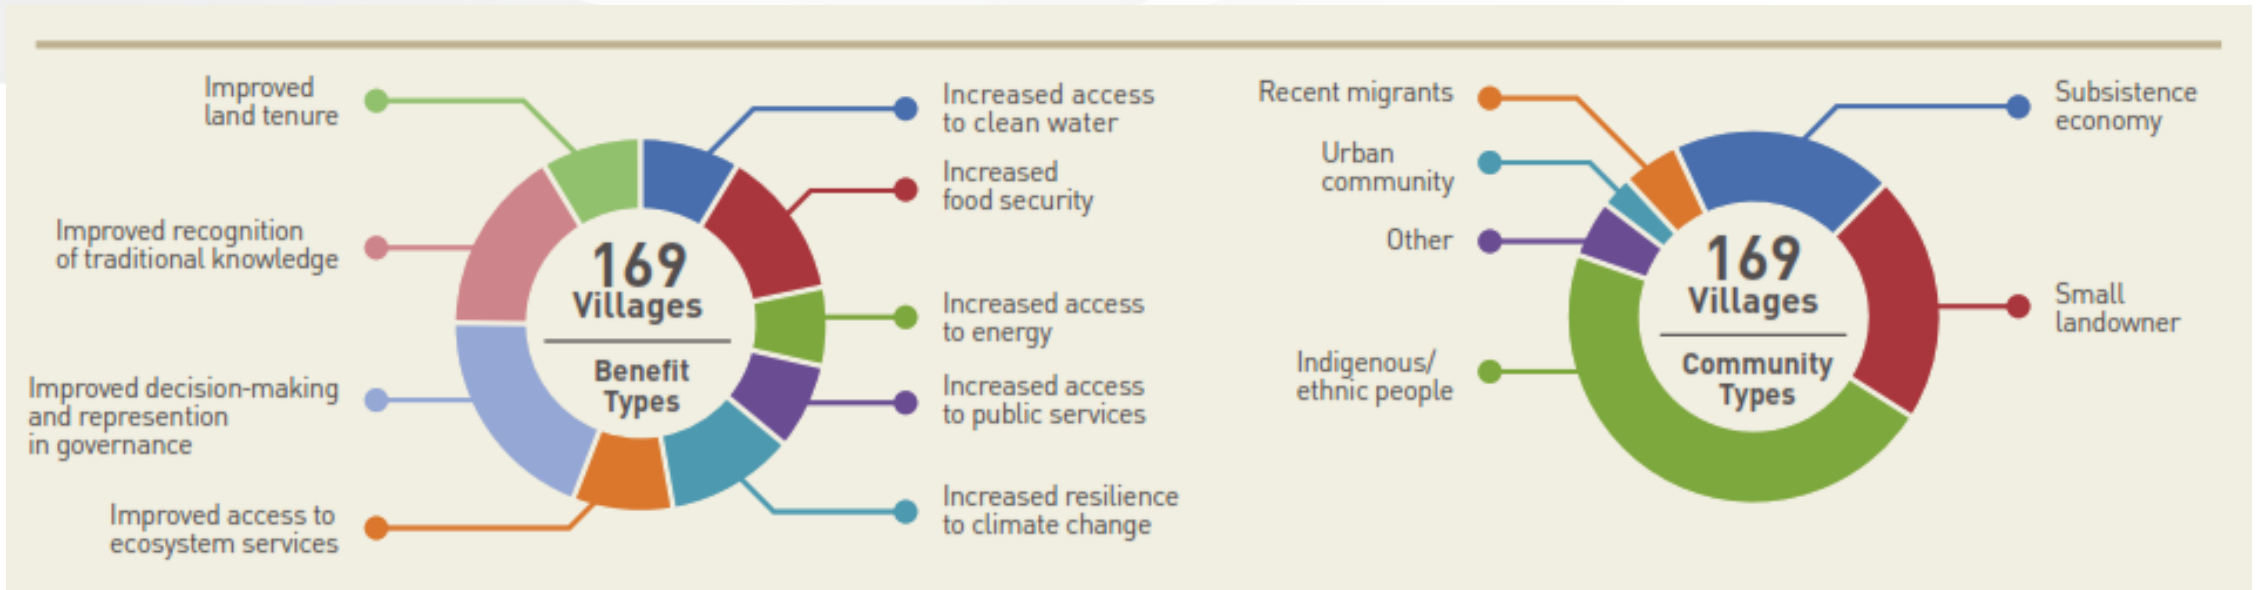 Improved
land tenure
Improved recognition
of traditional knowledge
Improved decision-making
and represention
in governance
Improved access to
ecosystem services
169
Villages
Benefit
Types
Increased access
to clean water
Increased
food security
Increased access
to energy
Increased access
to public services
Increased resilience
to climate change
Recent migrants
Urban
community
Other
Indigenous/
ethnic people
169
Villages
Community
Types
Subsistence
economy
Small
landowner